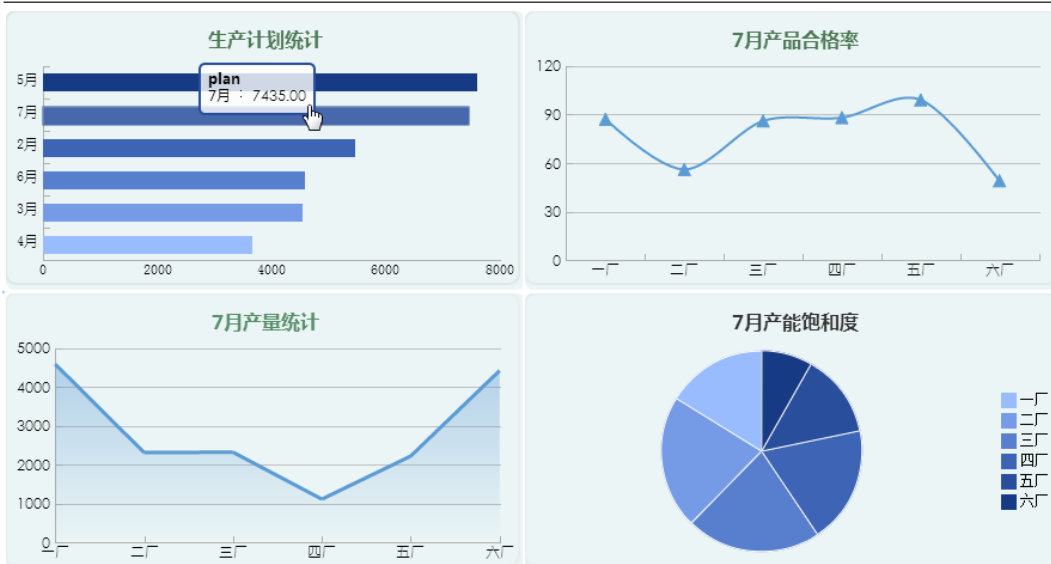 生产计划统计
5月
7月
2月
6月
3月
4月
plan
7月 : 7435.00
0 2000 4000 6000 8000
7月产品合格率
120
90
60
30
0
一厂 二厂 三厂 四厂 五厂 六厂
7月产量统计
5000
4000
3000
2000
1000
0
一厂 二厂 三厂 四厂 五厂 六厂
7月产能饱和度
一厂
二厂
三厂
四厂
五厂
六厂